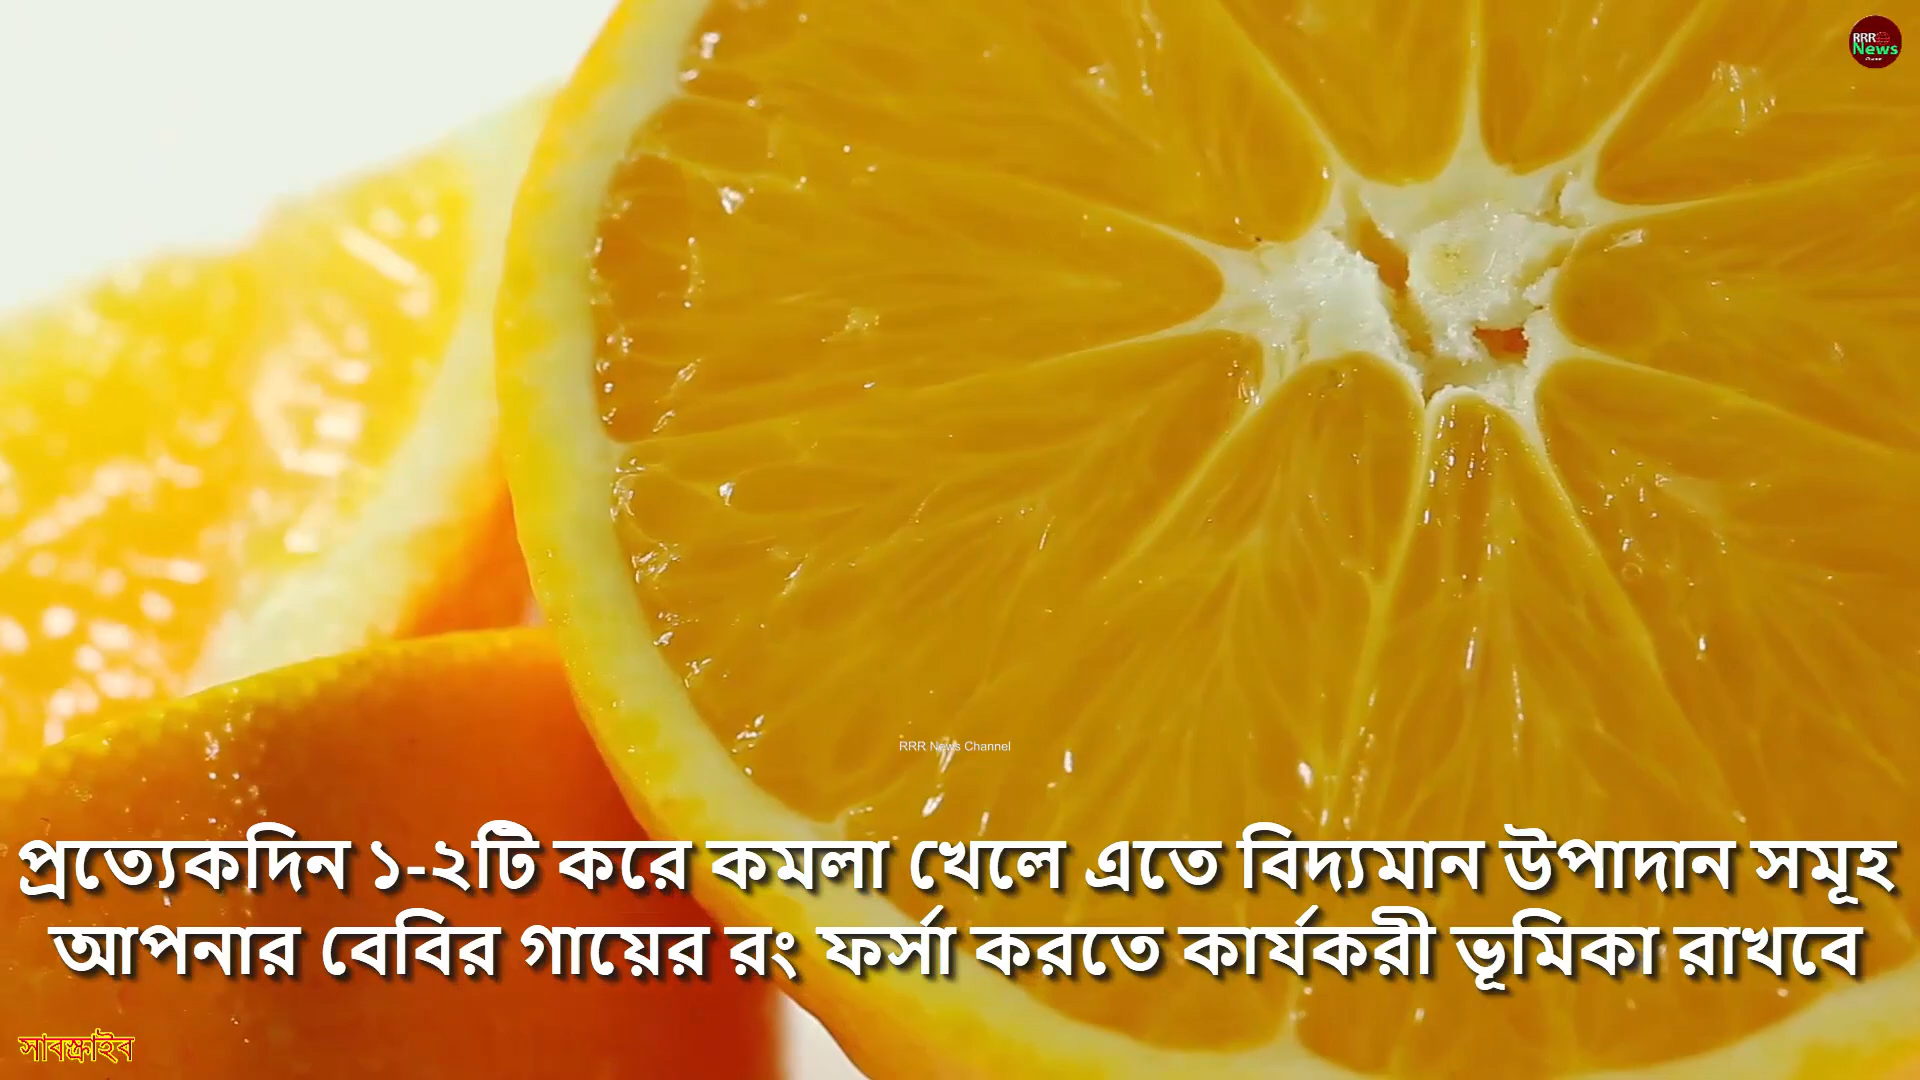 RRR
News
RRR News Channel
প্রত্যেকদিন ১-২টি করে কমলা খেলে এতে বিদ্যমান উপাদান সমূহ
আপনার বেবির গায়ের রং ফর্সা করতে কার্যকরী ভূমিকা রাখবে
সাবস্ক্রাইব